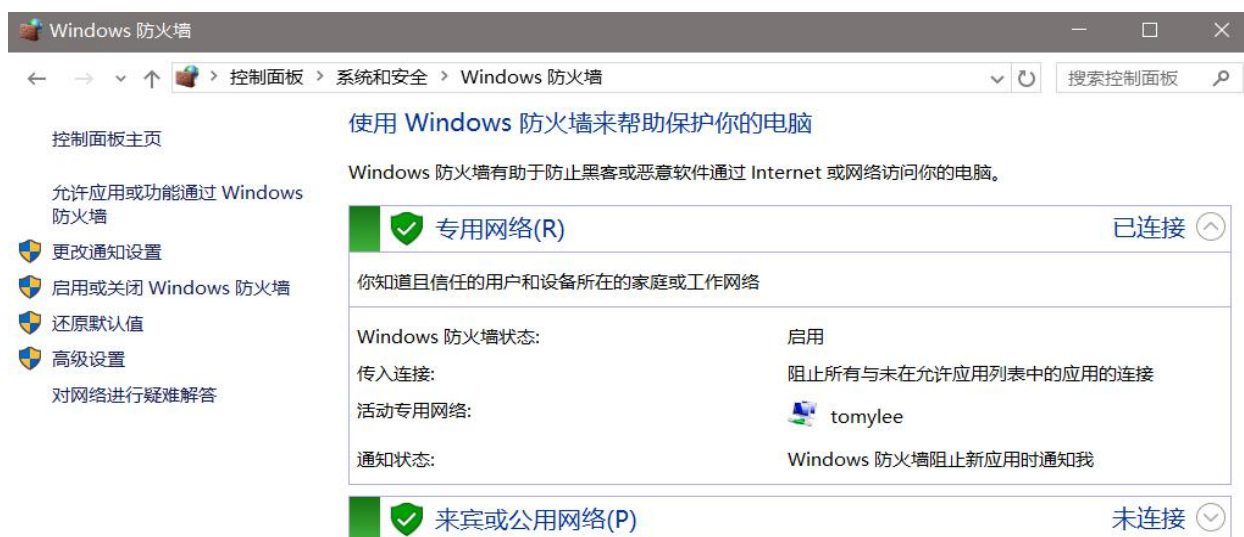 Windows 防火墙
控制面板 > 系统和安全 > Windows 防火墙
搜索控制面板
控制面板主页
允许应用或功能通过 Windows
防火墙
更改通知设置
启用或关闭 Windows 防火墙
还原默认值
高级设置
对网络进行疑难解答
使用 Windows 防火墙来帮助保护你的电脑
Windows 防火墙有助于防止黑客或恶意软件通过 Internet 或网络访问你的电脑。
专用网络(R) 已连接
你知道且信任的用户和设备所在的家庭或工作网络
Windows 防火墙状态: 启用
传入连接: 阻止所有与未在允许应用列表中的应用的连接
活动专用网络: tomylee
通知状态: Windows 防火墙阻止新应用时通知我
来宾或公用网络(P) 未连接